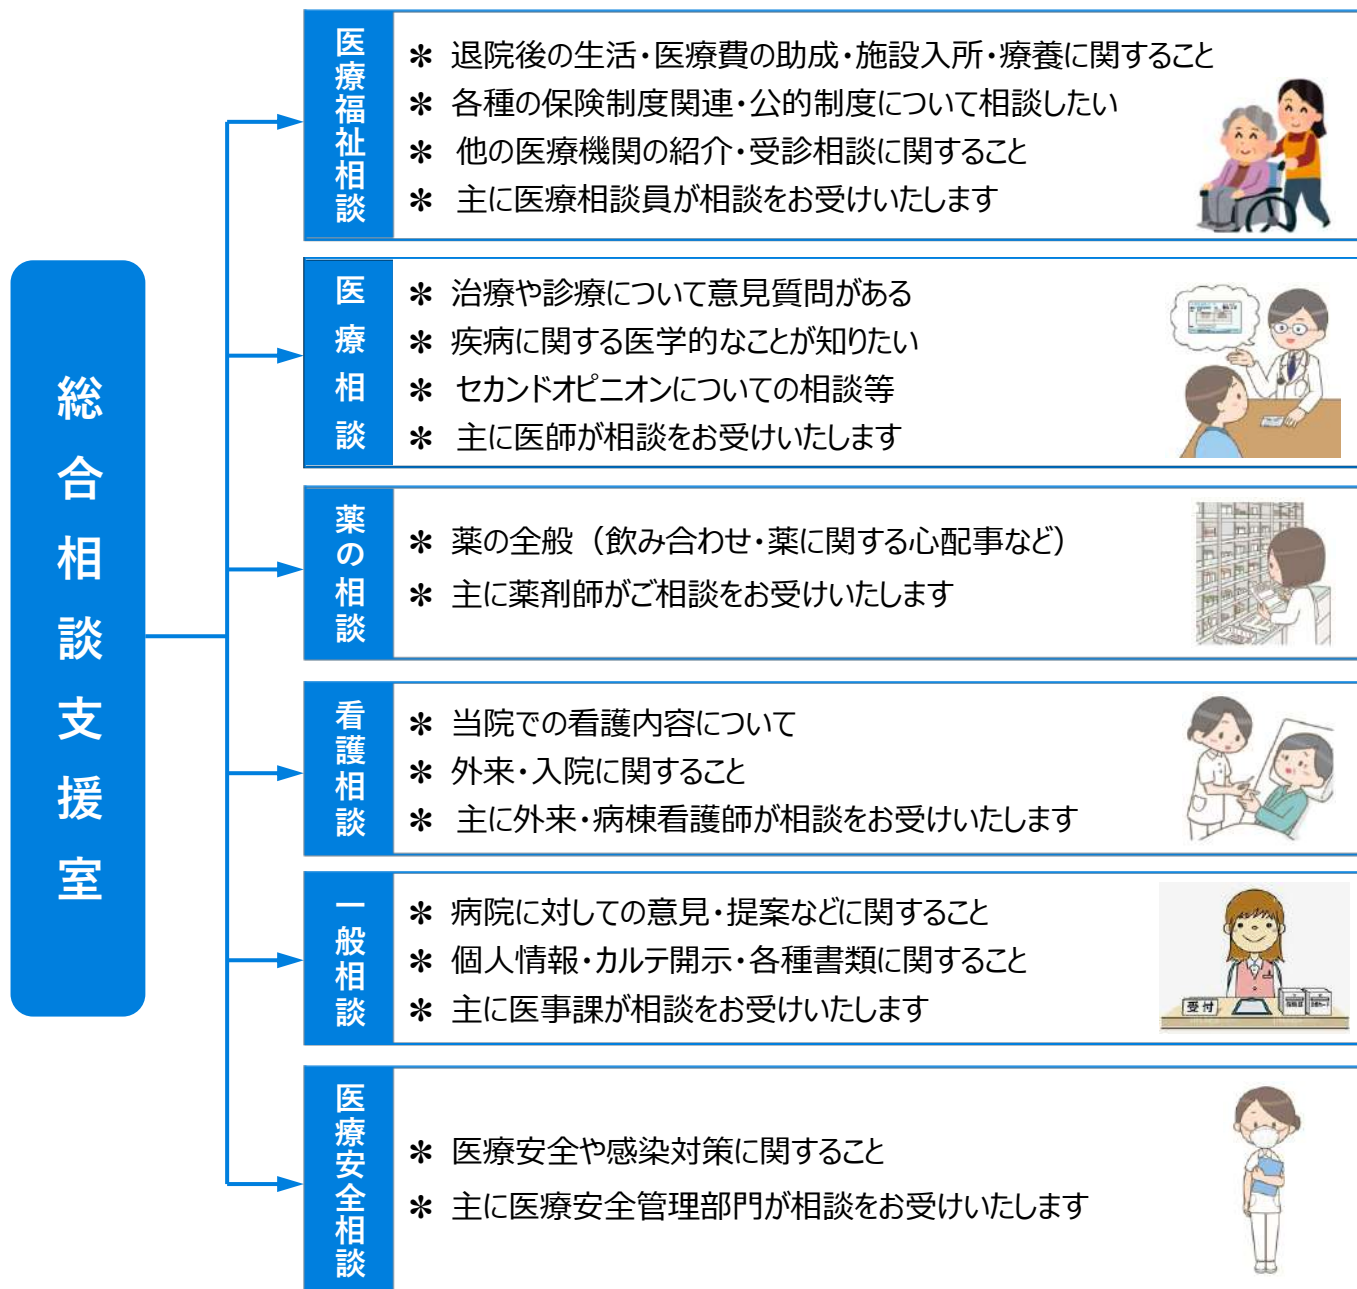 総合相談支援室
医療福祉相談
✻ 退院後の生活・医療費の助成・施設入所・療養に関すること
✻ 各種の保険制度関連・公的制度について相談したい
✻ 他の医療機関の紹介・受診相談に関すること
✻ 主に医療相談員が相談をお受けいたします
医療相談
✻ 治療や診療について意見質問がある
✻ 疾病に関する医学的なことが知りたい
✻ セカンドオピニオンについての相談等
✻ 主に医師が相談をお受けいたします
薬の相談
✻ 薬の全般（飲み合わせ・薬に関する心配事など）
✻ 主に薬剤師がご相談をお受けいたします
看護相談
✻ 当院での看護内容について
✻ 外来・入院に関すること
✻ 主に外来・病棟看護師が相談をお受けいたします
一般相談
✻ 病院に対しての意見・提案などに関すること
✻ 個人情報・カルテ開示・各種書類に関すること
✻ 主に医事課が相談をお受けいたします
受付
医療安全相談
✻ 医療安全や感染対策に関すること
✻ 主に医療安全管理部門が相談をお受けいたします